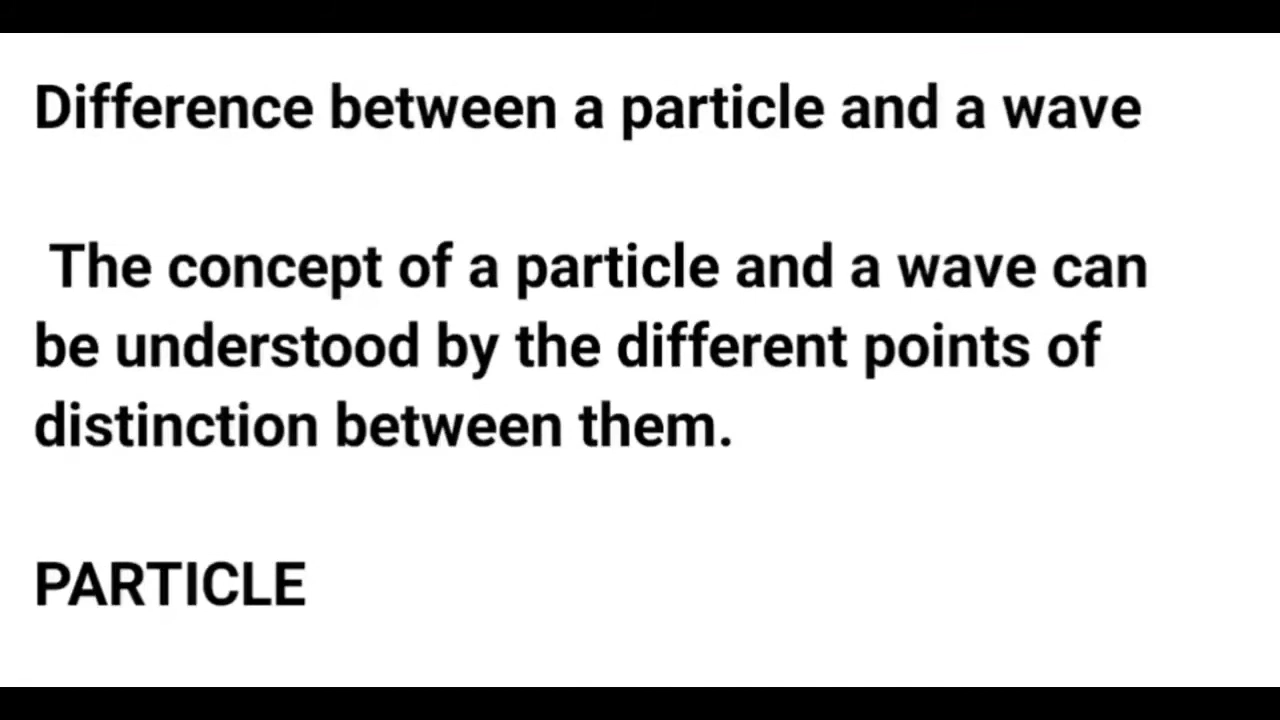 Difference between a particle and a wave
The concept of a particle and a wave can
be understood by the different points of
distinction between them.
PARTICLE